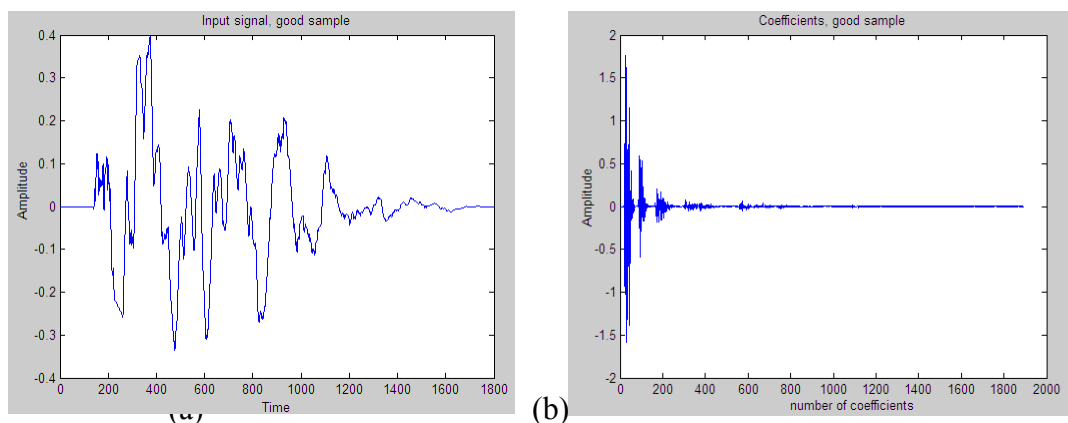 Input signal, good sample
0.4
0.3
0.2
0.1
0
-0.1
-0.2
-0.3
-0.4
Amplitude
0 200 400 600 800 1000 1200 1400 1600 1800
Time
(a)
Coefficients, good sample
2
1.5
1
0.5
0
-0.5
-1
-1.5
-2
Amplitude
0 200 400 600 800 1000 1200 1400 1600 1800 2000
number of coefficients
(b)